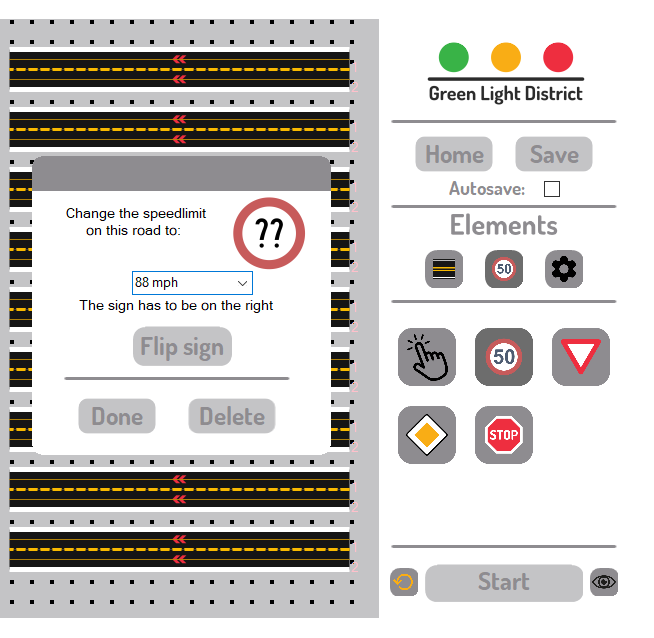 Green Light District
Home
Save
Autosave:
Elements
50
Change the speedlimit
on this road to:
??
88 mph
The sign has to be on the right
Flip sign
Done
Delete
50
STOP
Start